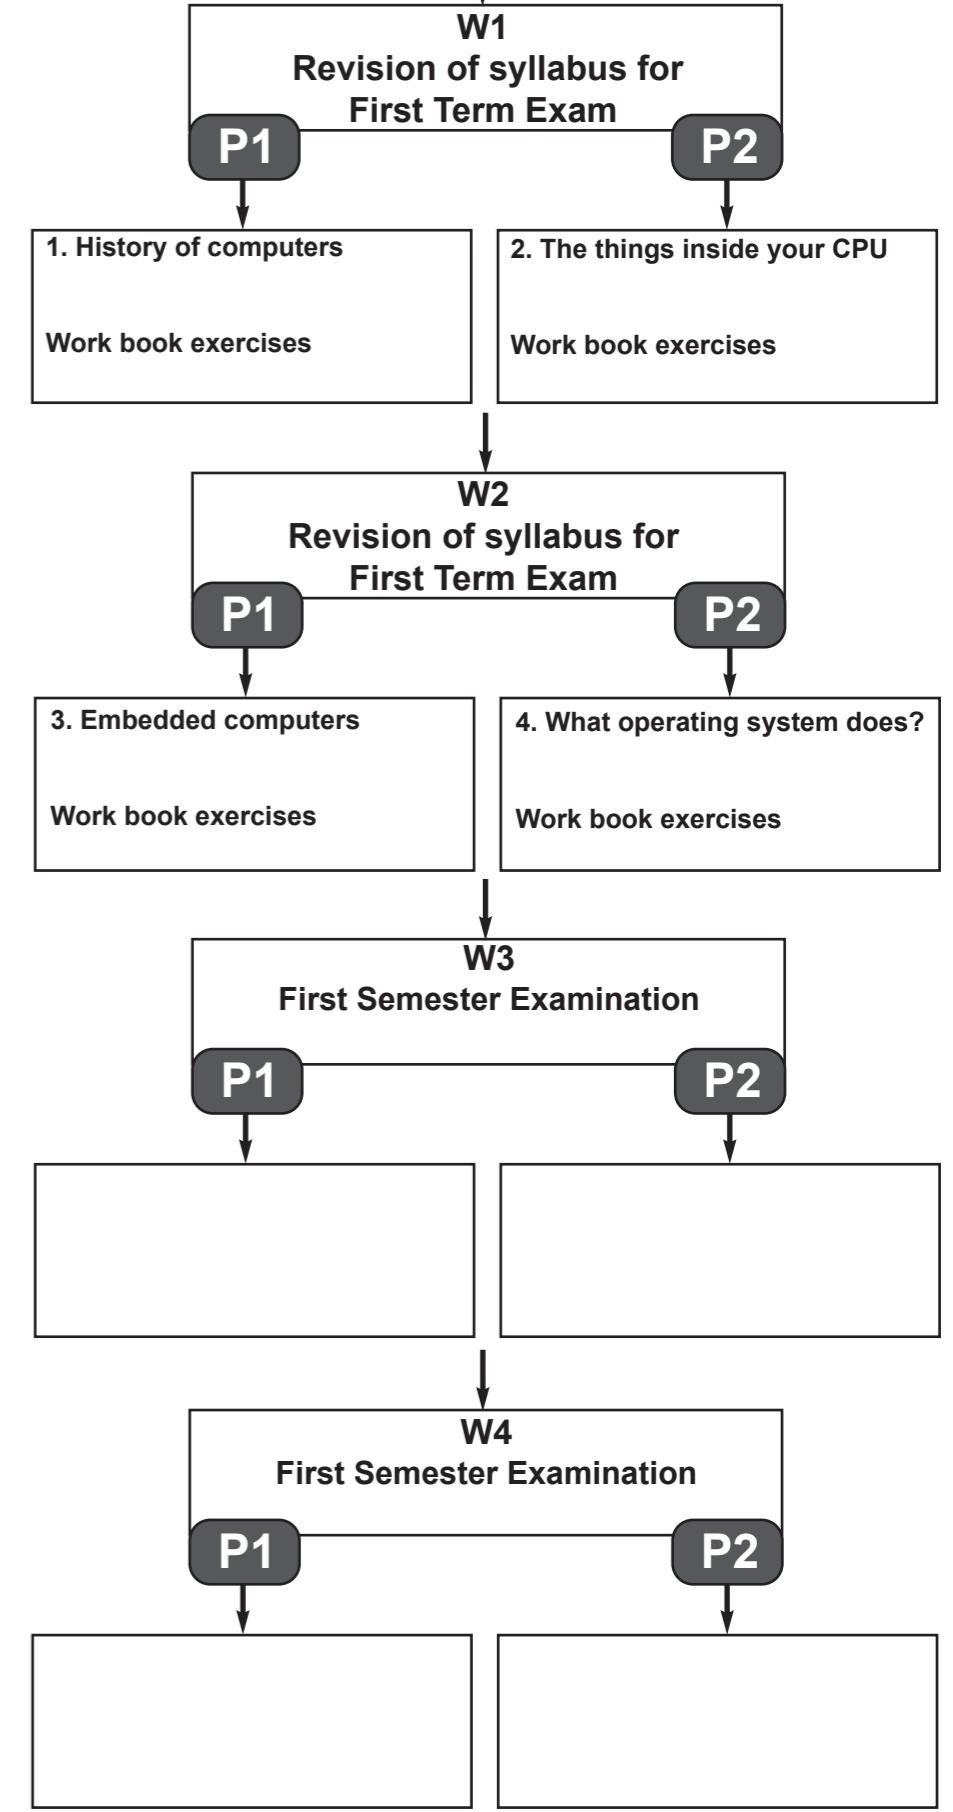 W1
Revision of syllabus for
First Term Exam
P1
P2
1. History of computers
Work book exercises
2. The things inside your CPU
Work book exercises
W2
Revision of syllabus for
First Term Exam
P1
P2
3. Embedded computers
Work book exercises
4. What operating system does?
Work book exercises
W3
First Semester Examination
P1
P2
W4
First Semester Examination
P1
P2